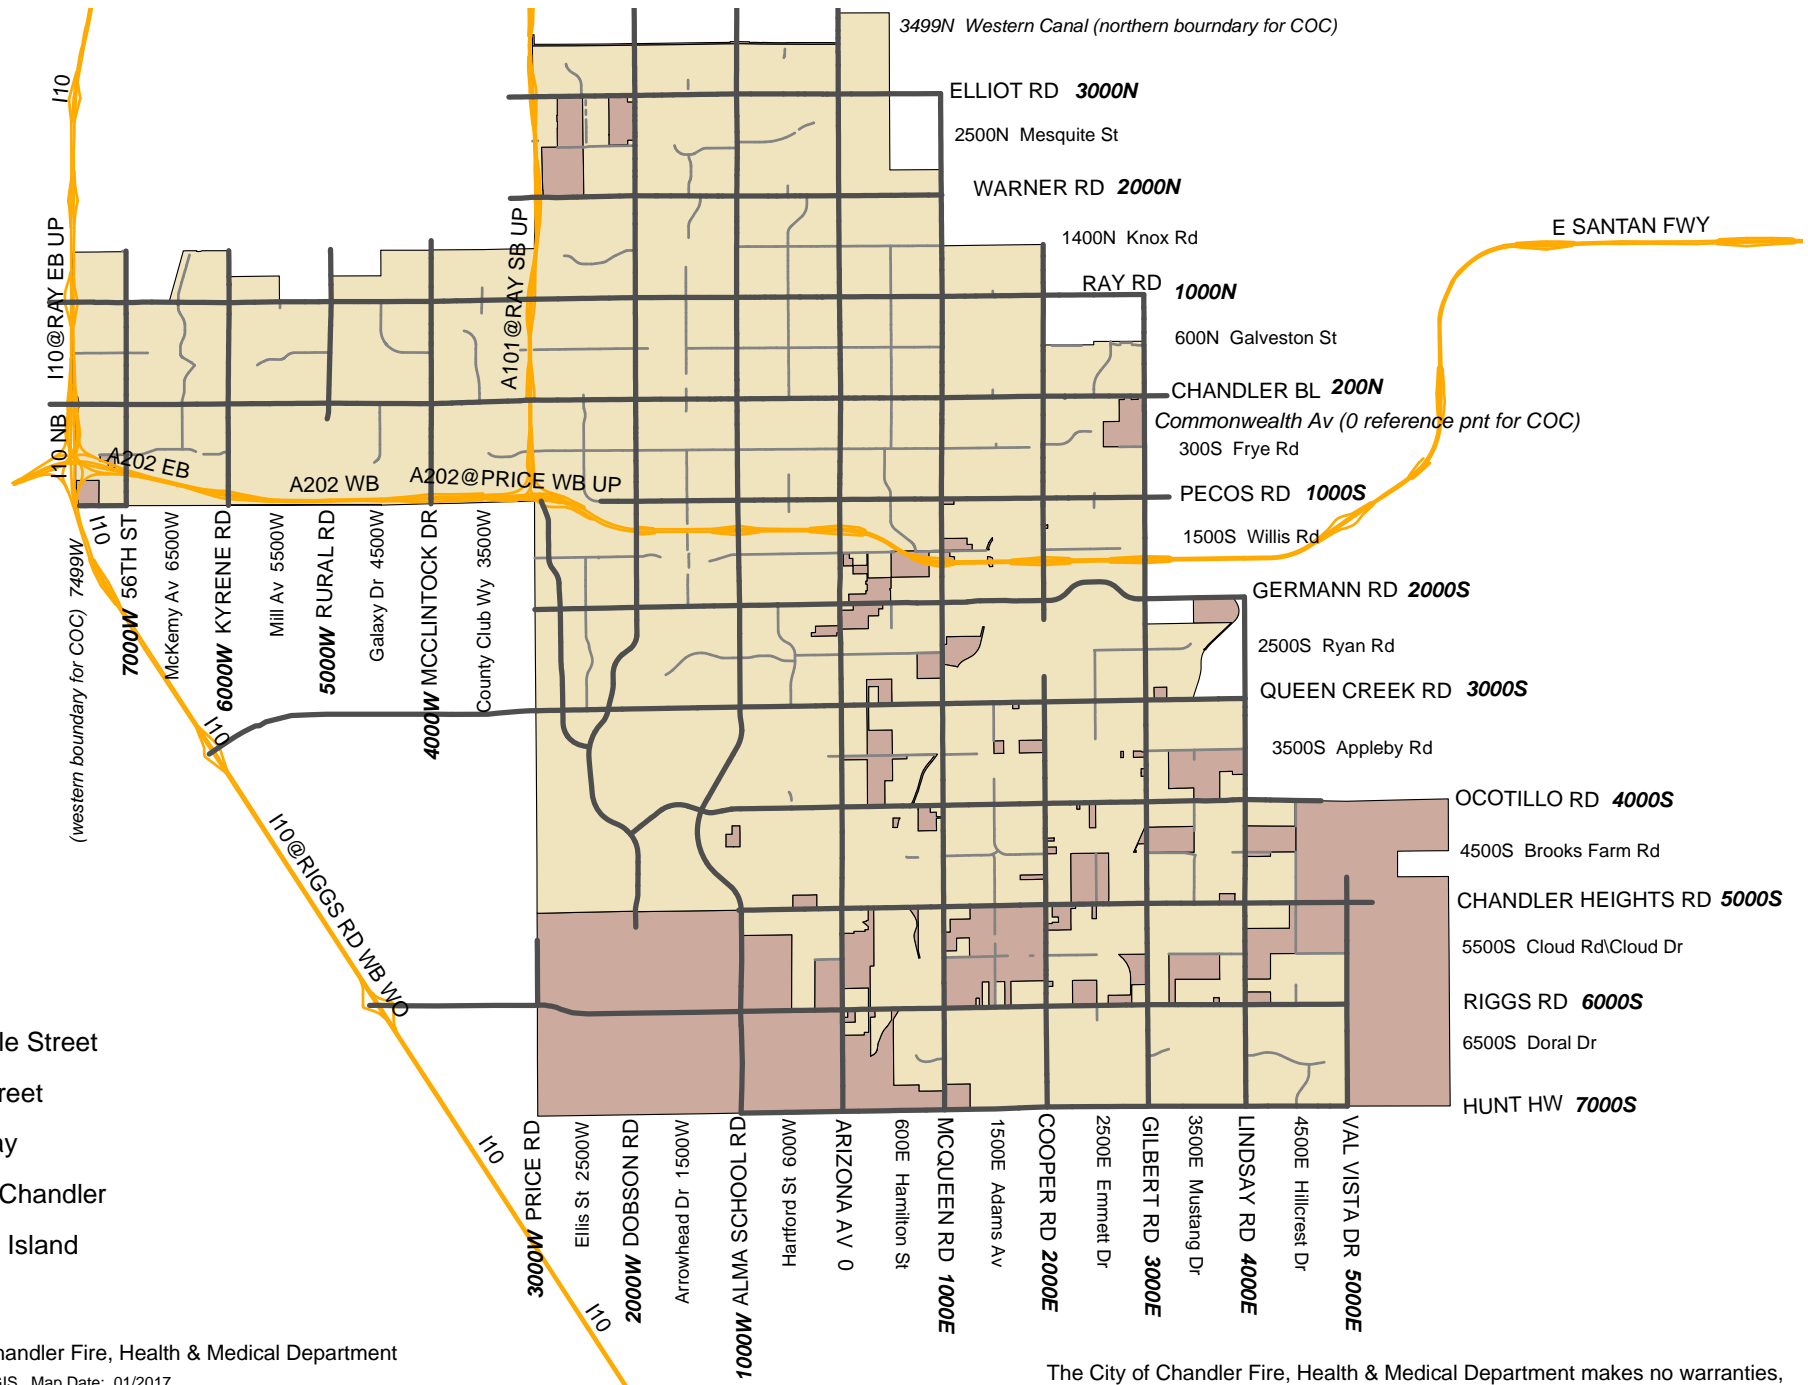 3499N  Western Canal (northern bourndary for COC)
ELLIOT RD  3000N
2500N  Mesquite St
WARNER RD  2000N
1400N  Knox Rd
E SANTAN FWY
RAY RD  1000N
600N  Galveston St
CHANDLER BL  200N
Commonwealth Av (0 reference pnt for COC)
300S  Frye Rd
PECOS RD  1000S
1500S  Willis Rd
GERMANN RD  2000S
2500S  Ryan Rd
QUEEN CREEK RD  3000S
3500S  Appleby Rd
OCOTILLO RD  4000S
4500S  Brooks Farm Rd
CHANDLER HEIGHTS RD  5000S
5500S  Cloud Rd\Cloud Dr
RIGGS RD  6000S
6500S  Doral Dr
HUNT HW  7000S
I10
I10@RAY EB UP
A101@RAY SB UP
I10 NB
A202 EB
A202 WB
A202@PRICE WB UP
I10
(western boundary for COC)  7499W
7000W  56TH ST
McKemy Av  6500W
6000W  KYRENE RD
Mill Av  5500W
5000W  RURAL RD
Galaxy Dr  4500W
4000W  MCCLINTOCK DR
County Club Wy  3500W
I10
I10@RIGGS RD WB WO
I10
I10
3000W  PRICE RD
Ellis St  2500W
2000W  DOBSON RD
Arrowhead Dr  1500W
1000W  ALMA SCHOOL RD
Hartford St  600W
ARIZONA AV  0
600E  Hamilton St
MCQUEEN RD  1000E
1500E  Adams Av
COOPER RD  2000E
2500E  Emmett Dr
GILBERT RD  3000E
3500E  Mustang Dr
LINDSAY RD  4000E
4500E  Hillcrest Dr
VAL VISTA DR  5000E
le Street
reet
ay
Chandler
Island
handler Fire, Health & Medical Department
GIS   Map Date:  01/2017
The City of Chandler Fire, Health & Medical Department makes no warranties,